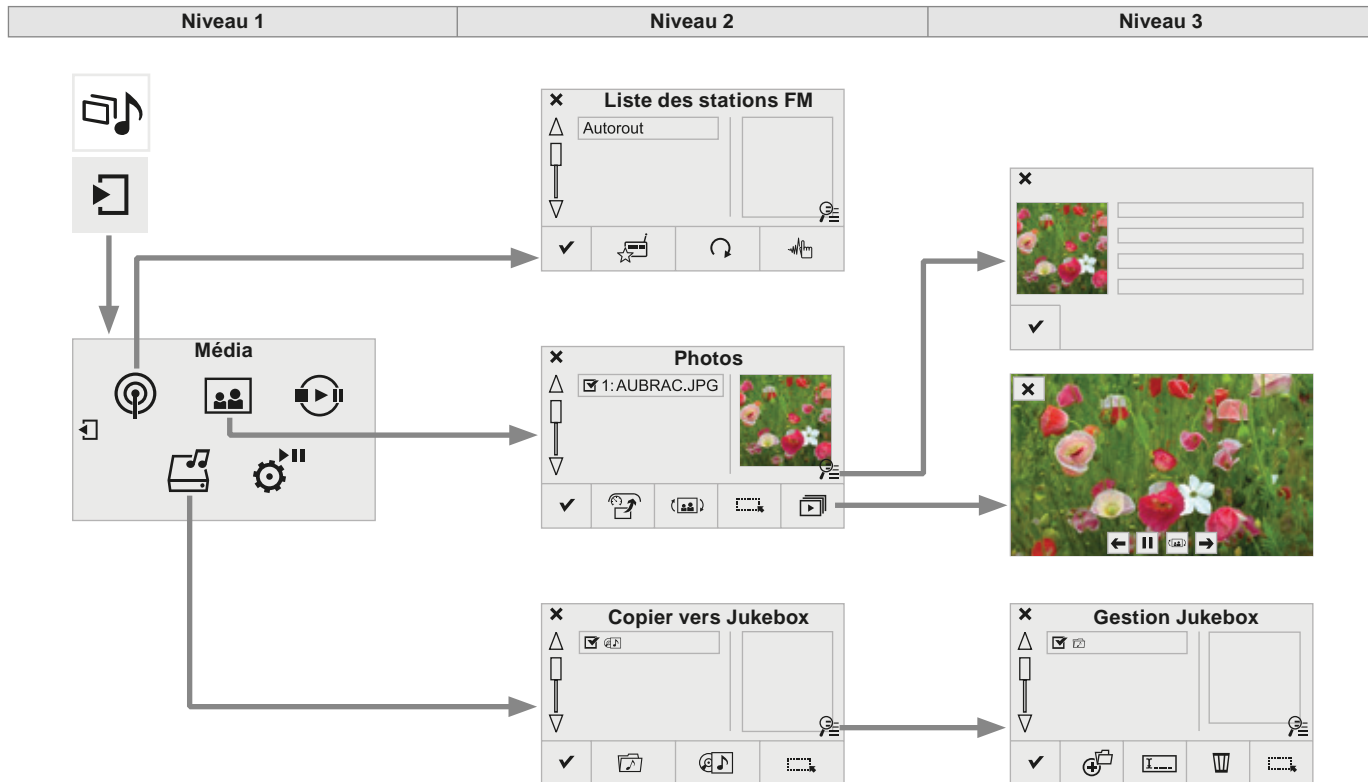 Niveau 1
Niveau 2
Niveau 3
Liste des stations FM
Autorout
Média
Photos
1: AUBRAC.JPG
Copier vers Jukebox
Gestion Jukebox